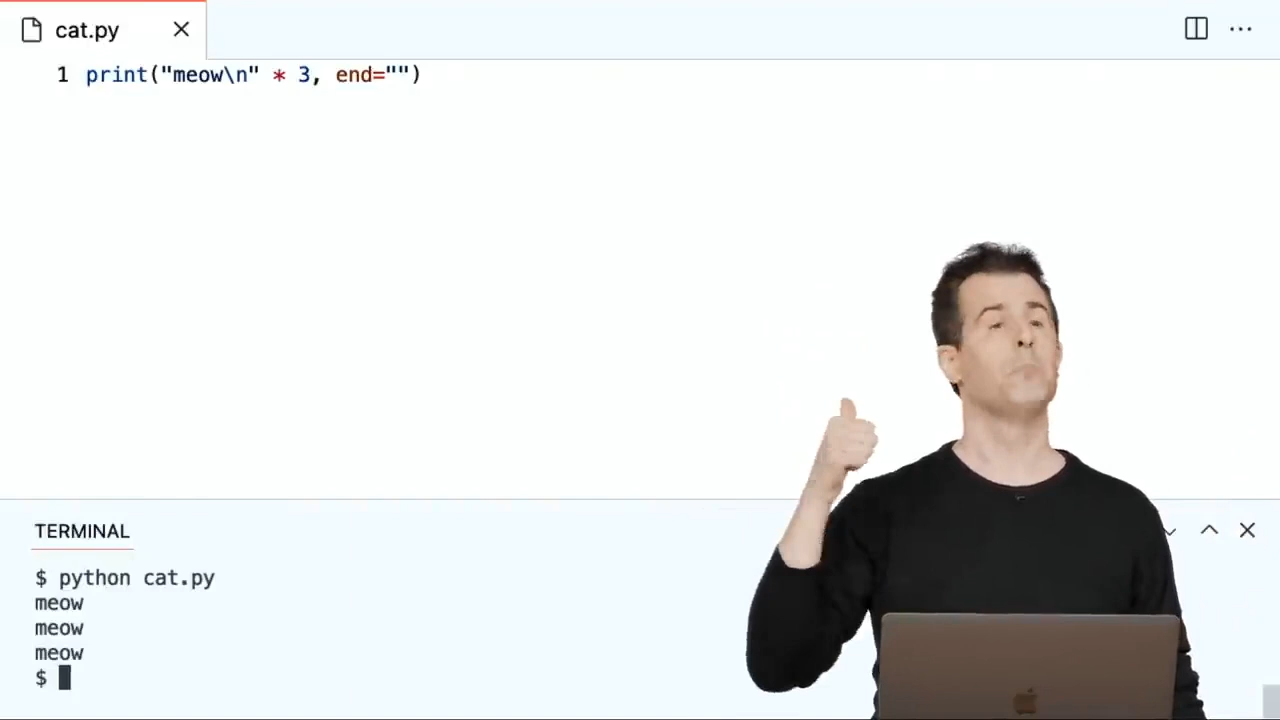 cat.py
1 print("meow\n" * 3, end="")
TERMINAL
$ python cat.py
meow
meow
meow
$